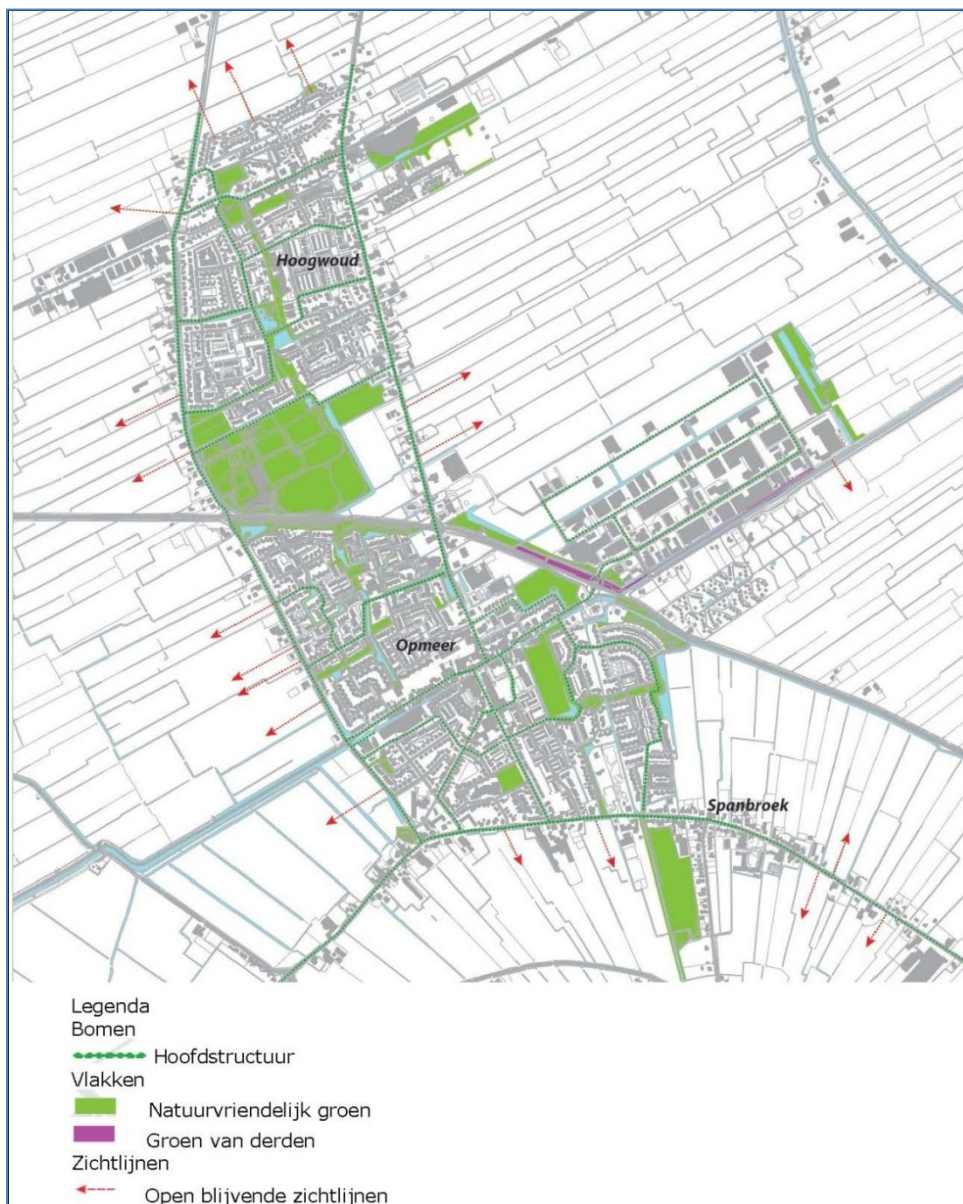 Hoogwoud
Opmeer
Spanbroek
Legenda
Bomen
Hoofdstructuur
Vlakken
Natuurvriendelijk groen
Groen van derden
Zichtlijnen
Open blijvende zichtlijnen